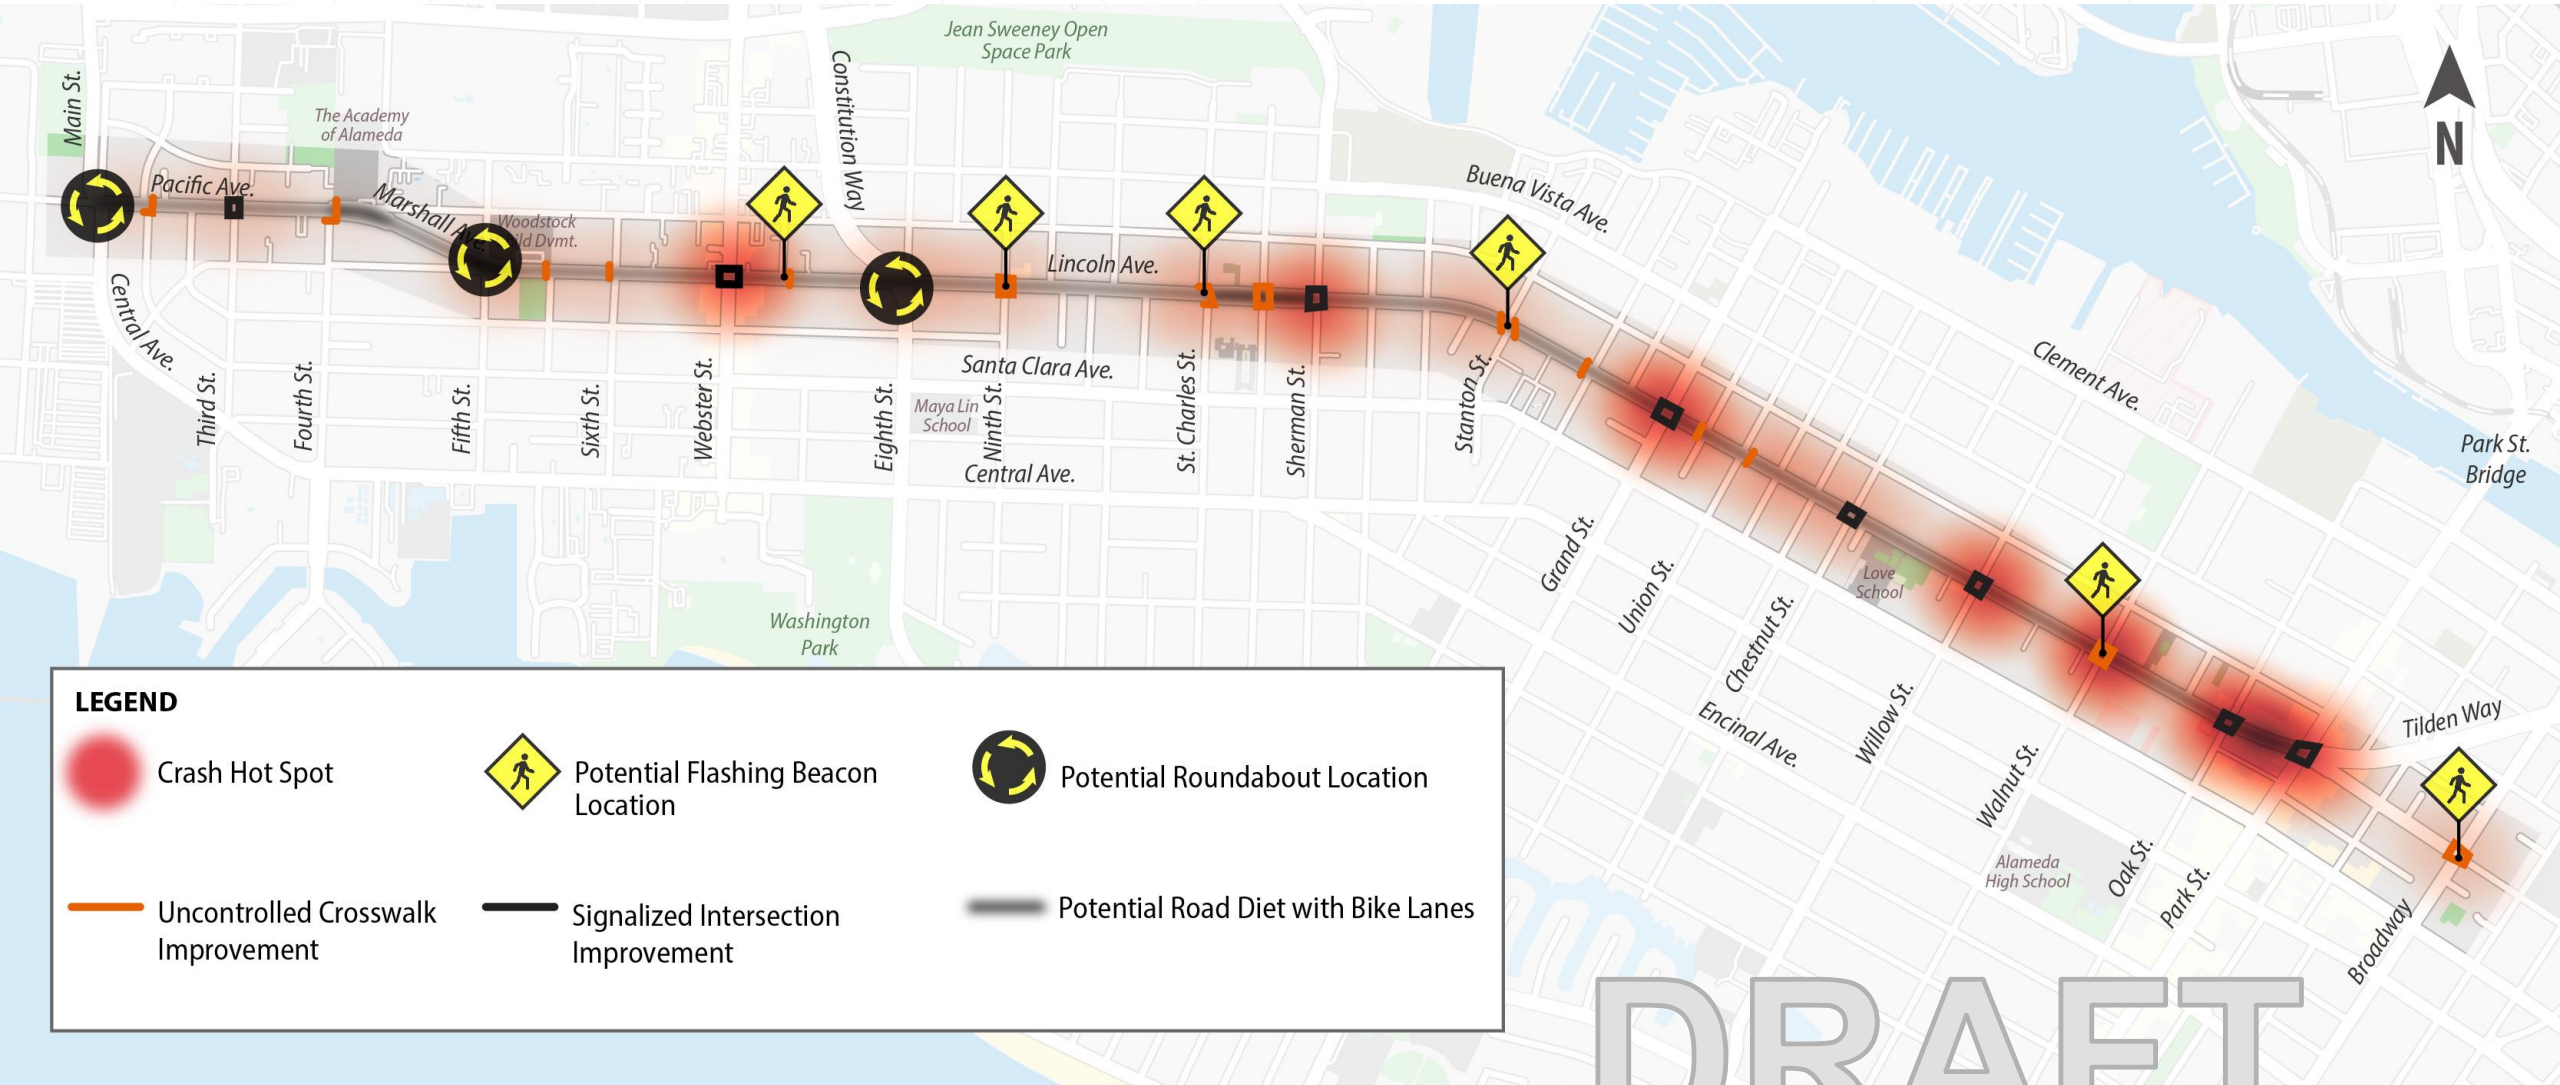 Jean Sweeney Open
Space Park
Main St.
Constitution Way
The Academy
of Alameda
N
Pacific Ave.
Marshall Ave.
Buena Vista Ave.
Woodstock
ild Dvmt.
Lincoln Ave.
Central Ave.
Santa Clara Ave.
Clement Ave.
Third St.
Fourth St.
Fifth St.
Sixth St.
Webster St.
Eighth St.
Maya Lin
School
Ninth St.
St. Charles St.
Sherman St.
Stanton St.
Central Ave.
Park St.
Bridge
Grand St.
Union St.
Chestnut St.
Love
School
Washington
Park
Encinal Ave.
Willow St.
Walnut St.
Tilden Way
Alameda
High School
Oak St.
Park St.
Broadway
LEGEND
Crash Hot Spot
Potential Flashing Beacon
Location
Potential Roundabout Location
Uncontrolled Crosswalk
Improvement
Signalized Intersection
Improvement
Potential Road Diet with Bike Lanes
DRAFT